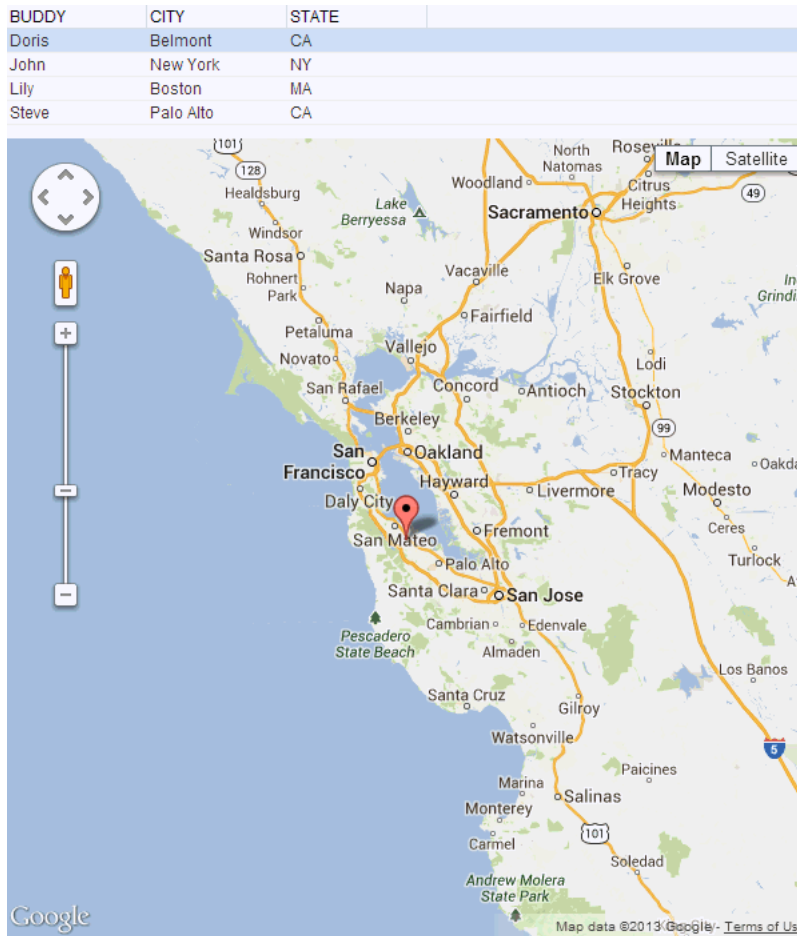 BUDDY CITY STATE
Doris Belmont CA
John New York NY
Lily Boston MA
Steve Palo Alto CA
101
North
Natomas
Roseville
Map Satellite
128
Woodland
Citrus
Heights
49
Healdsburg
Lake
Berryessa
Sacramento
Windsor
Santa Rosa
Vacaville
Elk Grove
Rohnert
Park
Napa
Fairfield
Petaluma
Vallejo
Novato
Lodi
San Rafael
Concord
Antioch
Stockton
Berkeley
99
San
Francisco
Oakland
Manteca
Hayward
Tracy
Livermore
Modesto
Daly City
Ceres
San Mateo
Fremont
Palo Alto
Turlock
Santa Clara
San Jose
Cambrian
Edenvale
Pescadero
State Beach
Almaden
Los Banos
Santa Cruz
Gilroy
Watsonville
5
Paicines
Marina
Salinas
Monterey
101
Carmel
Soledad
Andrew Molera
State Park
Google
Map data ©2013 Google - Terms of Us